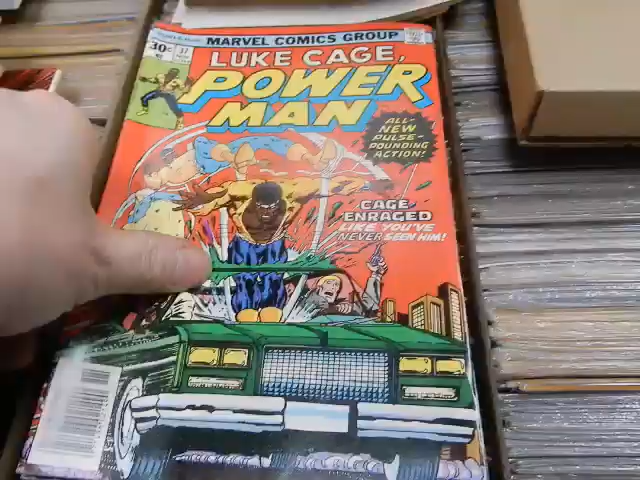 MARVEL COMICS GROUP
30¢
37
LUKE CAGE,
POWER
MAN
ALL-
NEW
PULSE-
POUNDING
ACTION!
CAGE
ENRAGED
LIKE YOU'VE
NEVER SEEN HIM!